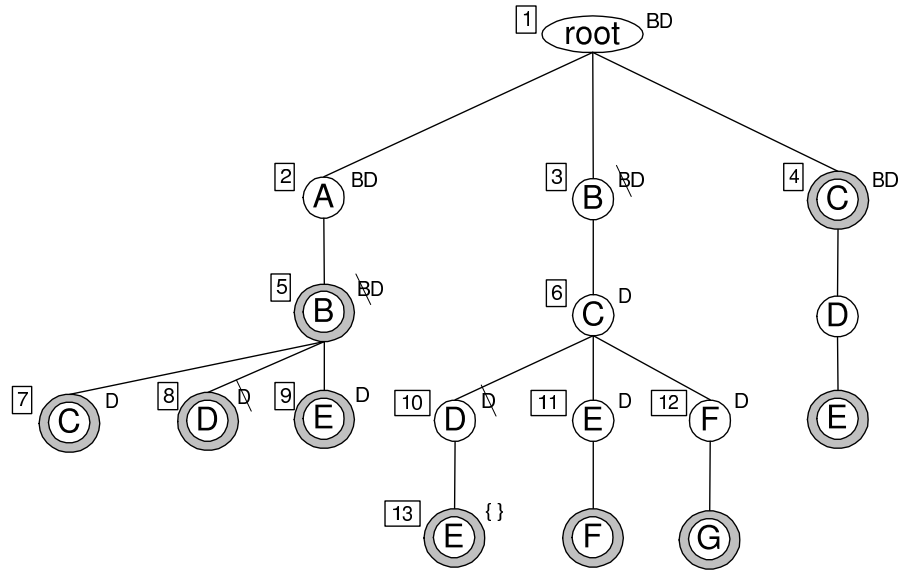 1 root BD
2 A BD 3 B BD 4 C BD
5 B BD 6 C D D
7 C D 8 D D 9 E D 10 D D 11 E D 12 F D E
13 E { } F G